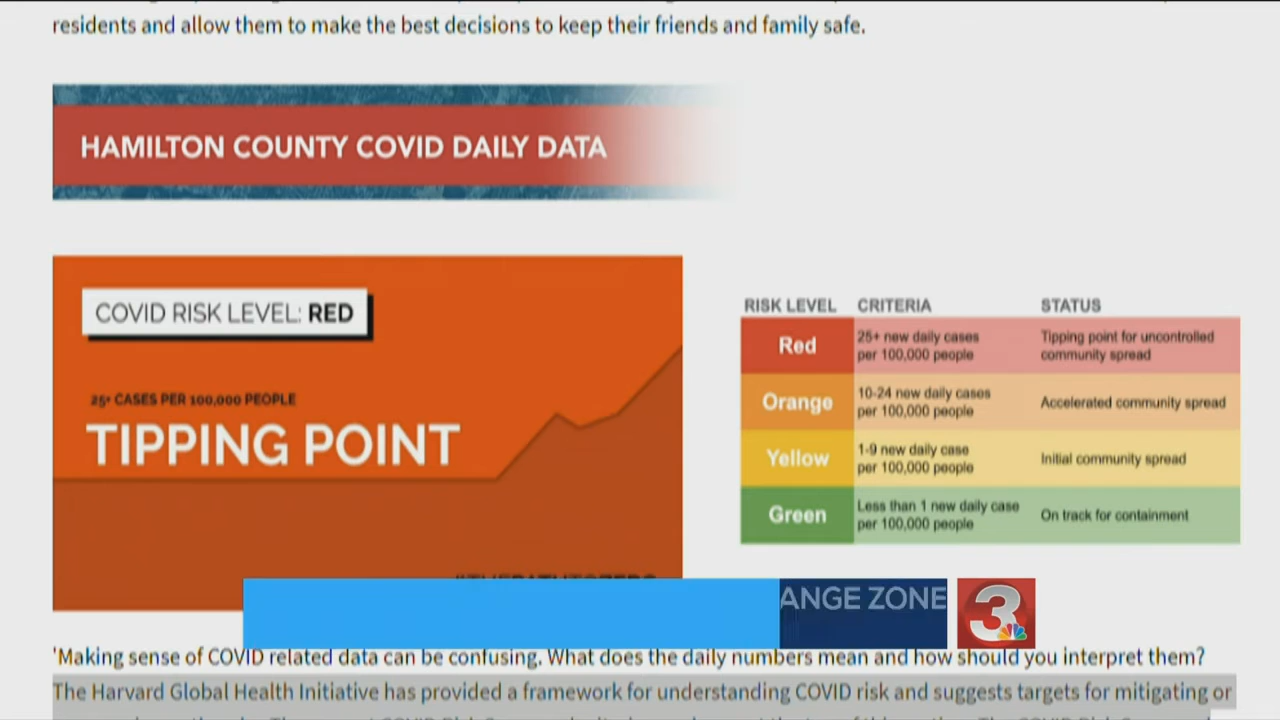 residents and allow them to make the best decisions to keep their friends and family safe.
HAMILTON COUNTY COVID DAILY DATA
COVID RISK LEVEL: RED
25+ CASES PER 100,000 PEOPLE
TIPPING POINT
RISK LEVEL CRITERIA STATUS
Red 25+ new daily cases per 100,000 people Tipping point for uncontrolled community spread
Orange 10-24 new daily cases per 100,000 people Accelerated community spread
Yellow 1-9 new daily case per 100,000 people Initial community spread
Green Less than 1 new daily case per 100,000 people On track for containment
ANGE ZONE
3
'Making sense of COVID related data can be confusing. What does the daily numbers mean and how should you interpret them?
The Harvard Global Health Initiative has provided a framework for understanding COVID risk and suggests targets for mitigating or